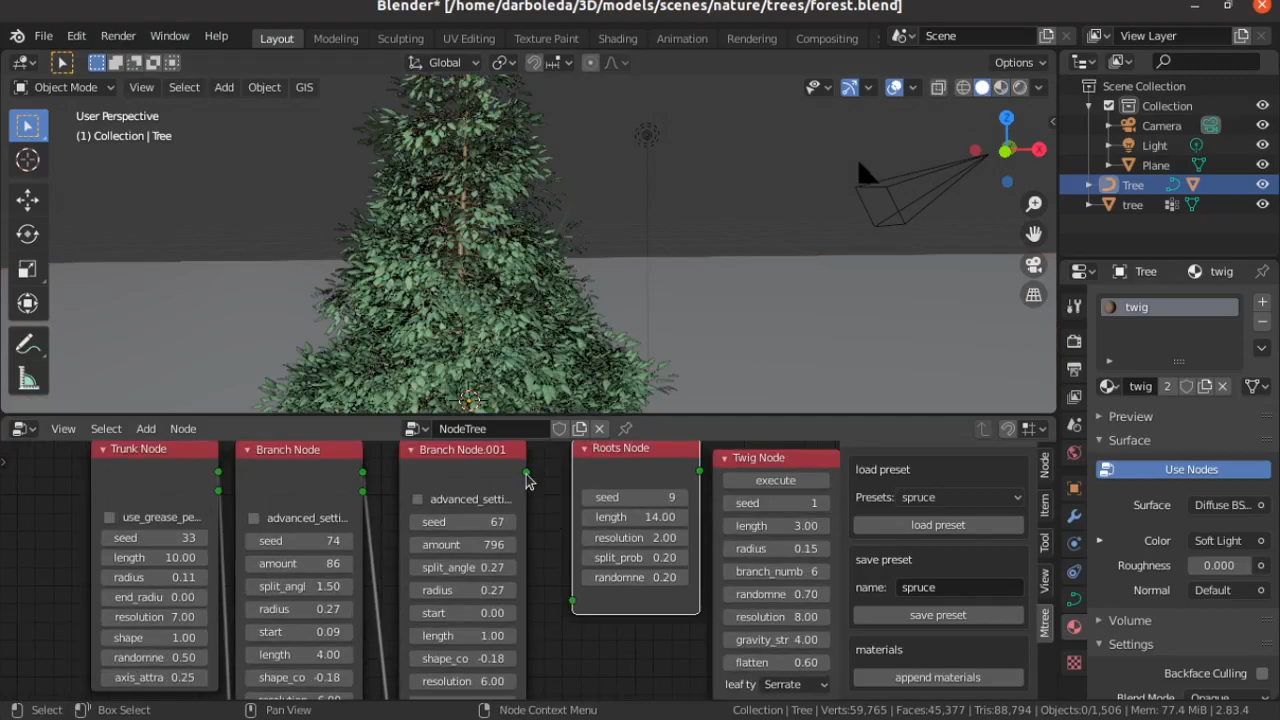 Blender* [/home/darboleda/3D/models/scenes/nature/trees/forest.blend]
File Edit Render Window Help Layout Modeling Sculpting UV Editing Texture Paint Shading Animation Rendering Compositing Scene View Layer
Global Options
Object Mode View Select Add Object GIS
User Perspective
(1) Collection | Tree
Z
X
Scene Collection
Collection
Camera
Light
Plane
Tree
tree
Tree twig
twig
twig 2
Preview
Surface
Use Nodes
Surface Diffuse BS...
Color Soft Light
Roughness 0.000
Normal Default
Volume
Settings
Backface Culling
Blend Mode Opaque
View Select Add Node NodeTree
Trunk Node
use_grease_pe...
seed 33
length 10.00
radius 0.11
end_radiu 0.00
resolution 7.00
shape 1.00
randomne 0.50
axis_attra 0.25
Branch Node
advanced_setti...
seed 74
amount 86
split_angl 1.50
radius 0.27
start 0.09
length 4.00
shape_co -0.18
Branch Node.001
advanced_setti...
seed 67
amount 796
split_angle 0.27
radius 0.27
start 0.00
length 1.00
shape_co -0.18
resolution 6.00
Roots Node
seed 9
length 14.00
resolution 2.00
split_prob 0.20
randomne 0.20
Twig Node
execute
seed 1
length 3.00
radius 0.15
branch_numb 6
randomne 0.70
resolution 8.00
gravity_str 4.00
flatten 0.60
leaf ty Serrate
load preset
Presets: spruce
load preset
save preset
name: spruce
save preset
materials
append materials
Node
Item
Tool
View
Mtree
Select Box Select Pan View Node Context Menu Collection | Tree | Verts:59,765 | Faces:45,377 | Tris:88,794 | Objects:0/1,506 | Mem: 77.4 MiB | 2.83.4